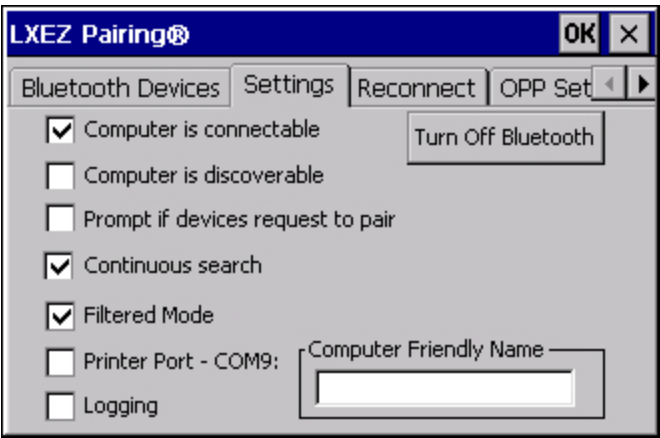 LXEZ Pairing® OK ×
Bluetooth Devices Settings Reconnect OPP Set
Computer is connectable Turn Off Bluetooth
Computer is discoverable
Prompt if devices request to pair
Continuous search
Filtered Mode
Printer Port - COM9: Computer Friendly Name
Logging